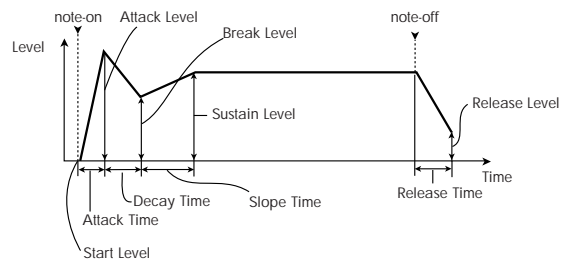 note-on
Attack Level
note-off
Break Level
Level
Release Level
Sustain Level
Time
Decay Time
Slope Time
Release Time
Attack Time
Start Level